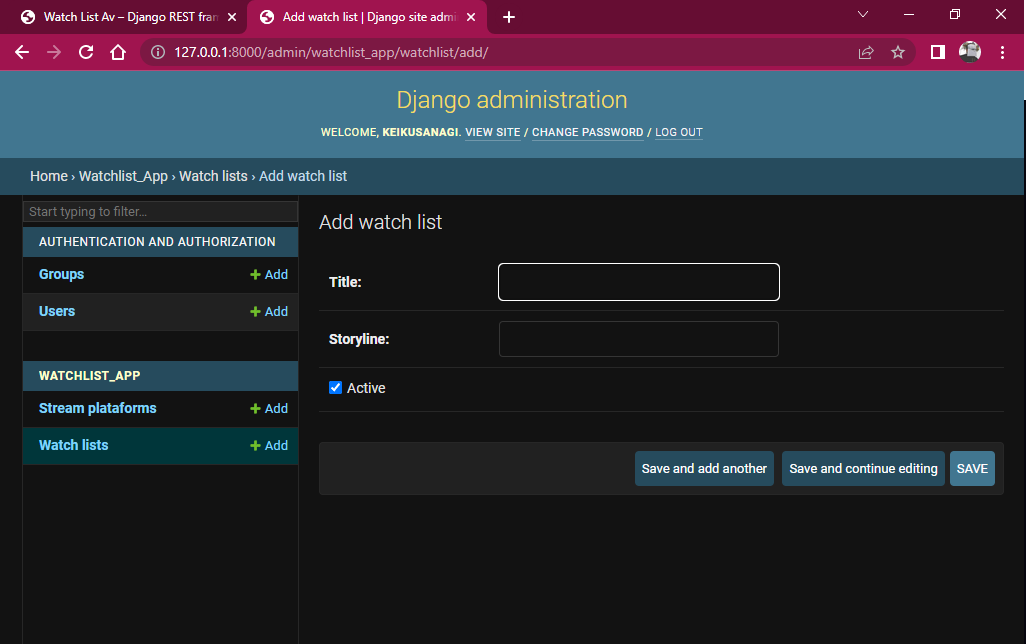 Watch List Av – Django REST fran
Add watch list | Django site admi
127.0.0.1:8000/admin/watchlist_app/watchlist/add/
Django administration
WELCOME, KEIKUSANAGI. VIEW SITE / CHANGE PASSWORD / LOG OUT
Home › Watchlist_App › Watch lists › Add watch list
Start typing to filter...
AUTHENTICATION AND AUTHORIZATION
Groups + Add
Users + Add
WATCHLIST_APP
Stream plataforms + Add
Watch lists + Add
Add watch list
Title:
Storyline:
Active
Save and add another
Save and continue editing
SAVE